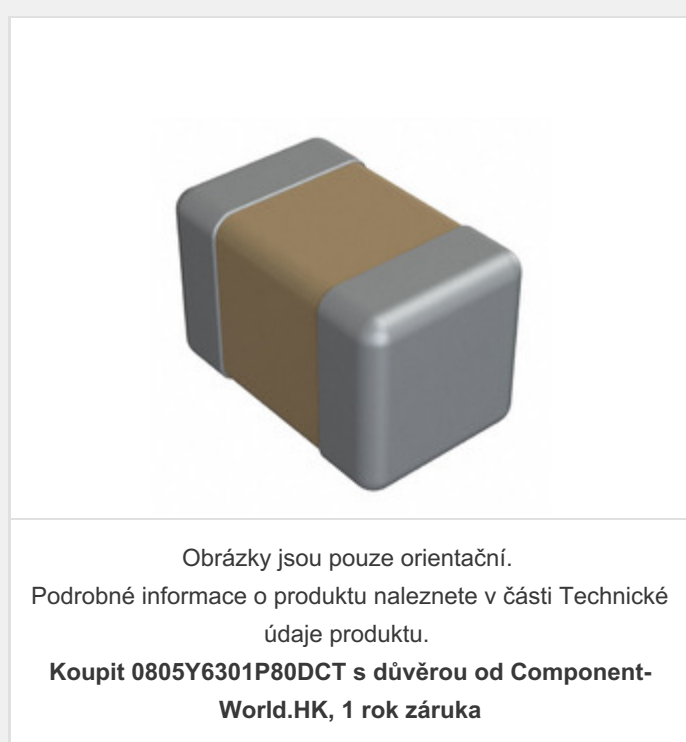 Obrázky jsou pouze orientační.
Podrobné informace o produktu naleznete v části Technické
údaje produktu.
Koupit 0805Y6301P80DCT s důvěrou od Component-
World.HK, 1 rok záruka